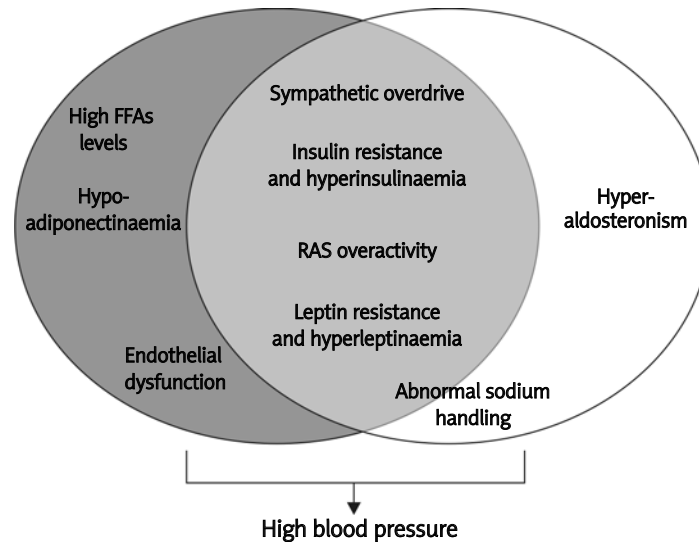 High FFAs
levels
Hypo-
adiponectinaemia
Endothelial
dysfunction
Sympathetic overdrive
Insulin resistance
and hyperinsulinaemia
RAS overactivity
Leptin resistance
and hyperleptinaemia
Hyper-
aldosteronism
Abnormal sodium
handling
High blood pressure